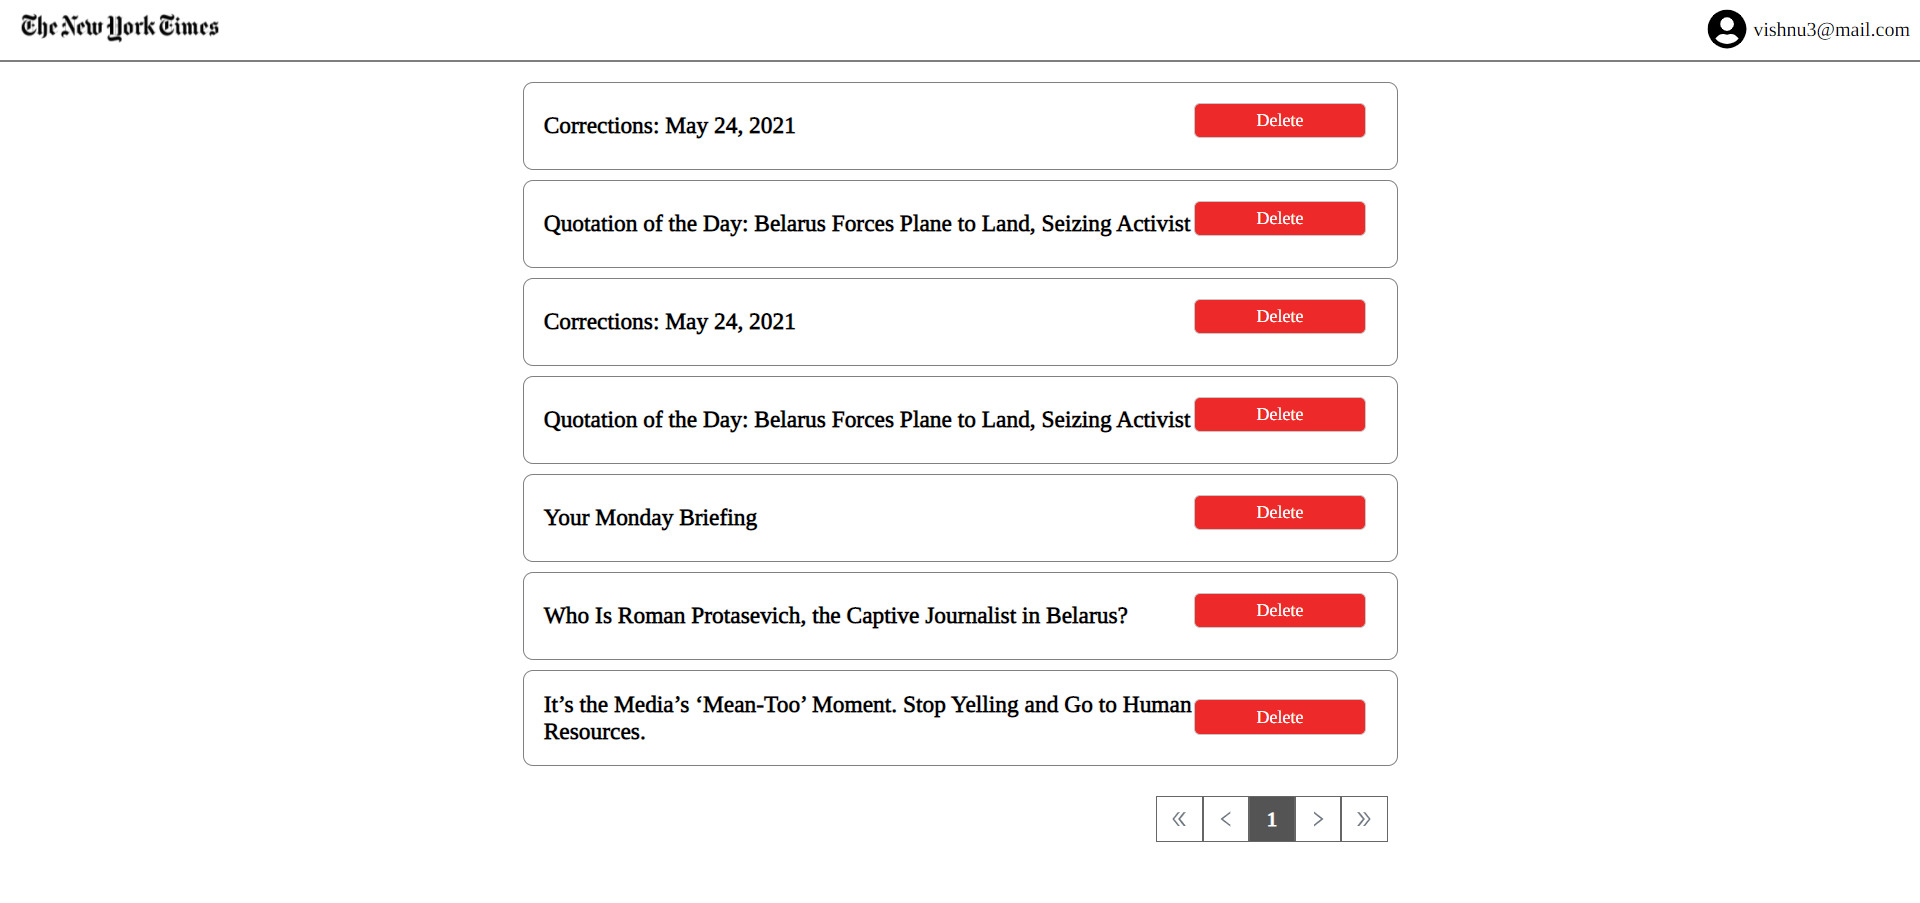 The New York Times
vishnu3@mail.com
Corrections: May 24, 2021
Delete
Quotation of the Day: Belarus Forces Plane to Land, Seizing Activist
Delete
Corrections: May 24, 2021
Delete
Quotation of the Day: Belarus Forces Plane to Land, Seizing Activist
Delete
Your Monday Briefing
Delete
Who Is Roman Protasevich, the Captive Journalist in Belarus?
Delete
It’s the Media’s ‘Mean-Too’ Moment. Stop Yelling and Go to Human
Resources.
Delete
« < 1 > »